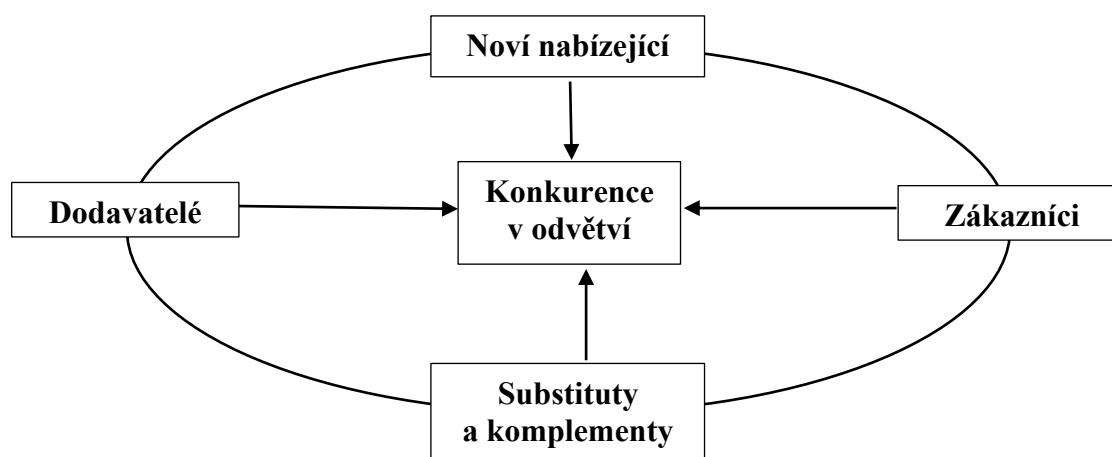 Noví nabízející
Dodavatelé
Konkurence
v odvětví
Zákazníci
Substituty
a komplementy